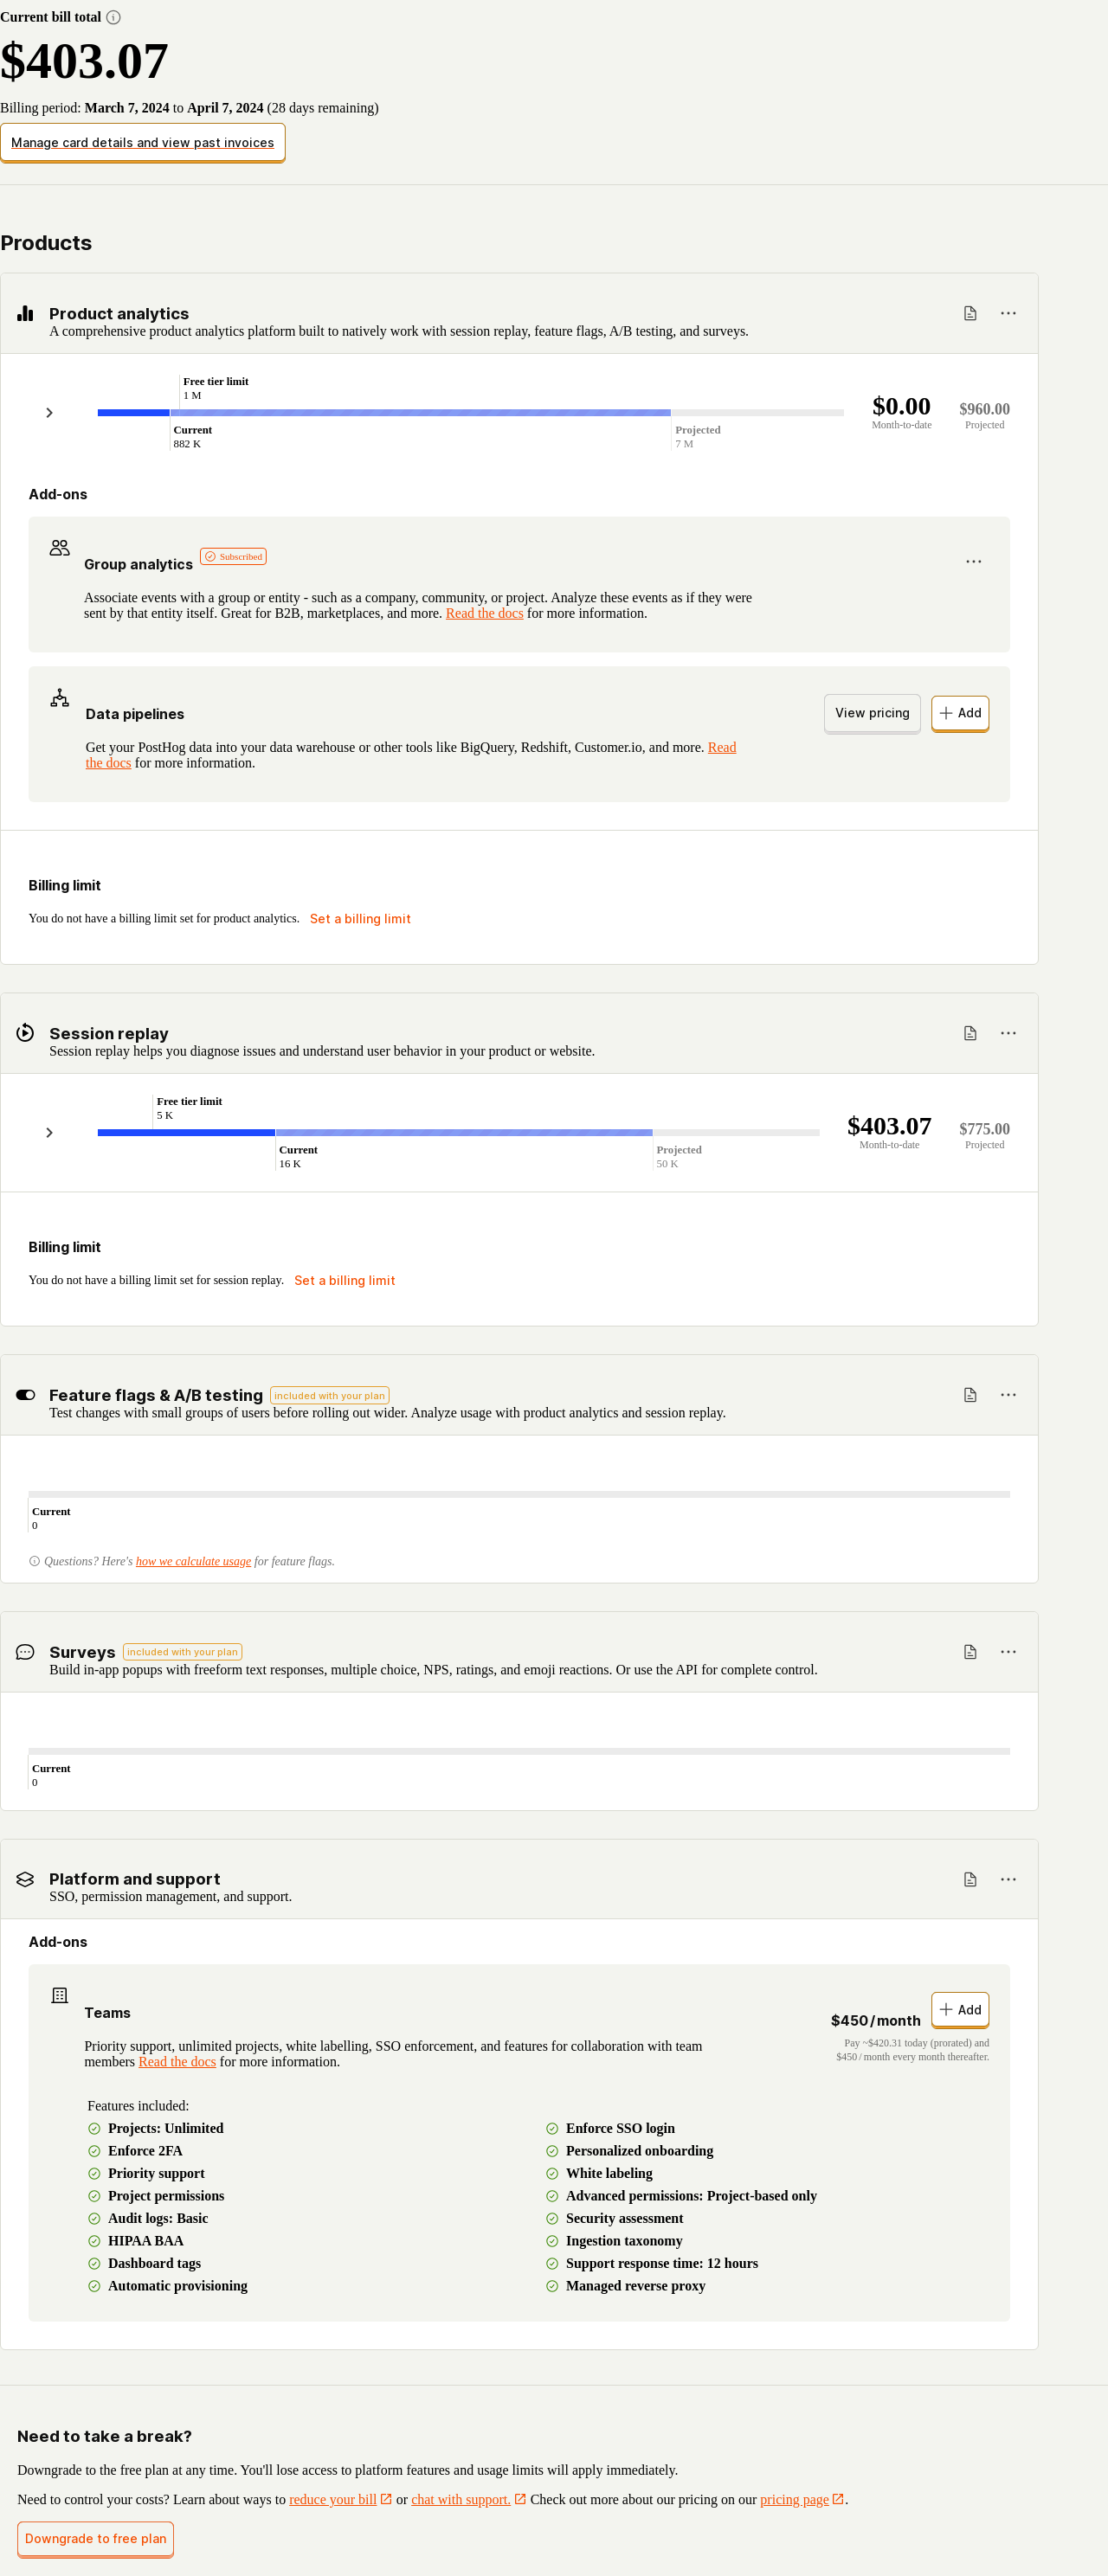 Current bill total
$403.07
Billing period: March 7, 2024 to April 7, 2024 (28 days remaining)
Manage card details and view past invoices
Products
Product analytics
A comprehensive product analytics platform built to natively work with session replay, feature flags, A/B testing, and surveys.
Free tier limit
1 M
Current
882 K
Projected
7 M
$0.00
Month-to-date
$960.00
Projected
Add-ons
Group analytics
Subscribed
Associate events with a group or entity - such as a company, community, or project. Analyze these events as if they were
sent by that entity itself. Great for B2B, marketplaces, and more. Read the docs for more information.
Data pipelines
View pricing
Add
Get your PostHog data into your data warehouse or other tools like BigQuery, Redshift, Customer.io, and more. Read
the docs for more information.
Billing limit
You do not have a billing limit set for product analytics. Set a billing limit
Session replay
Session replay helps you diagnose issues and understand user behavior in your product or website.
Free tier limit
5 K
Current
16 K
Projected
50 K
$403.07
Month-to-date
$775.00
Projected
Billing limit
You do not have a billing limit set for session replay. Set a billing limit
Feature flags & A/B testing included with your plan
Test changes with small groups of users before rolling out wider. Analyze usage with product analytics and session replay.
Current
0
Questions? Here's how we calculate usage for feature flags.
Surveys included with your plan
Build in-app popups with freeform text responses, multiple choice, NPS, ratings, and emoji reactions. Or use the API for complete control.
Current
0
Platform and support
SSO, permission management, and support.
Add-ons
Teams
Priority support, unlimited projects, white labelling, SSO enforcement, and features for collaboration with team
members Read the docs for more information.
$450/month
Add
Pay ~$420.31 today (prorated) and
$450/month every month thereafter.
Features included:
Projects: Unlimited
Enforce 2FA
Priority support
Project permissions
Audit logs: Basic
HIPAA BAA
Dashboard tags
Automatic provisioning
Enforce SSO login
Personalized onboarding
White labeling
Advanced permissions: Project-based only
Security assessment
Ingestion taxonomy
Support response time: 12 hours
Managed reverse proxy
Need to take a break?
Downgrade to the free plan at any time. You'll lose access to platform features and usage limits will apply immediately.
Need to control your costs? Learn about ways to reduce your bill or chat with support. Check out more about our pricing on our pricing page.
Downgrade to free plan